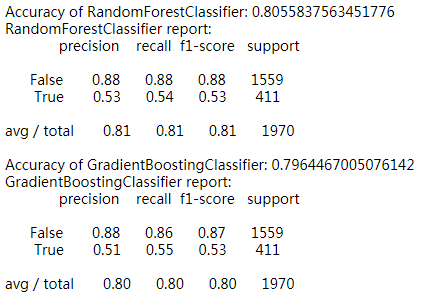 Accuracy of RandomForestClassifier: 0.8055837563451776
RandomForestClassifier report:
precision recall f1-score support
False 0.88 0.88 0.88 1559
True 0.53 0.54 0.53 411
avg / total 0.81 0.81 0.81 1970
Accuracy of GradientBoostingClassifier: 0.7964467005076142
GradientBoostingClassifier report:
precision recall f1-score support
False 0.88 0.86 0.87 1559
True 0.51 0.55 0.53 411
avg / total 0.80 0.80 0.80 1970